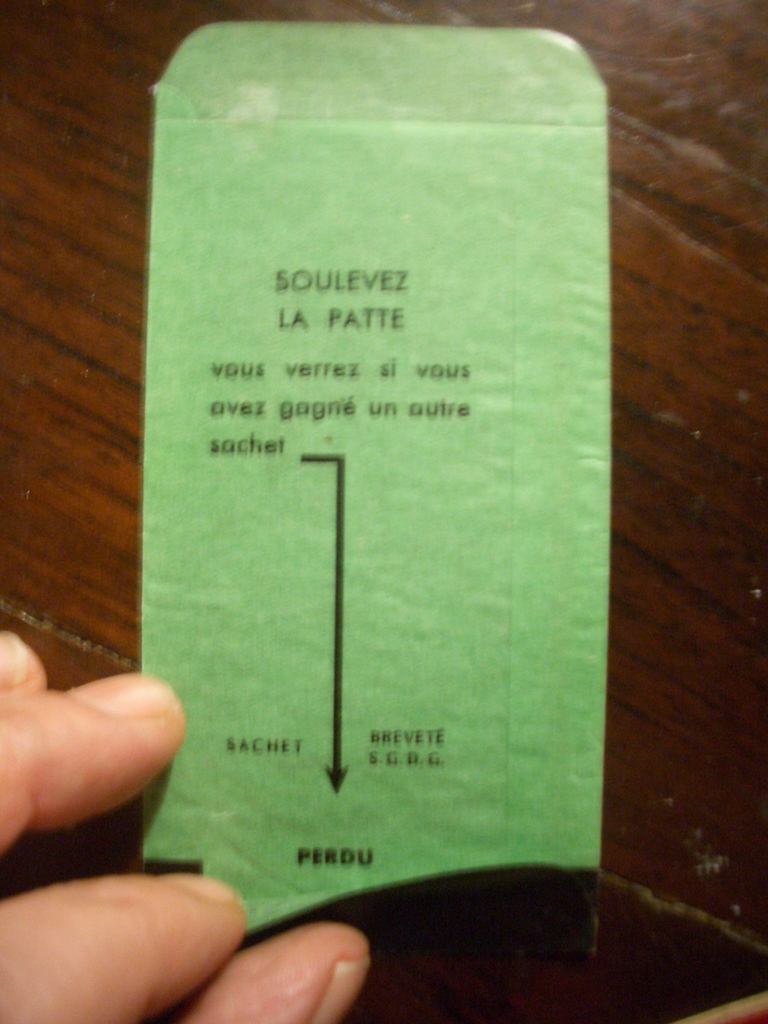 SOULEVEZ
LA PATTE
vous verrez si vous
avez gagné un autre
sachet
SACHET
BREVETÉ
S.G.D.G.
PERDU